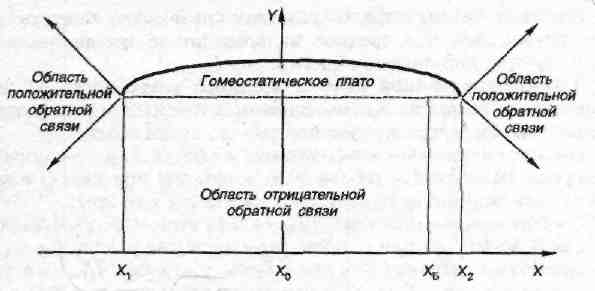 Y
Область
положительной
обратной
связи
Гомеостатическое плато
Область
положительной
обратной
связи
Область отрицательной
обратной связи
X₁
X₀
XБ
X₂
X